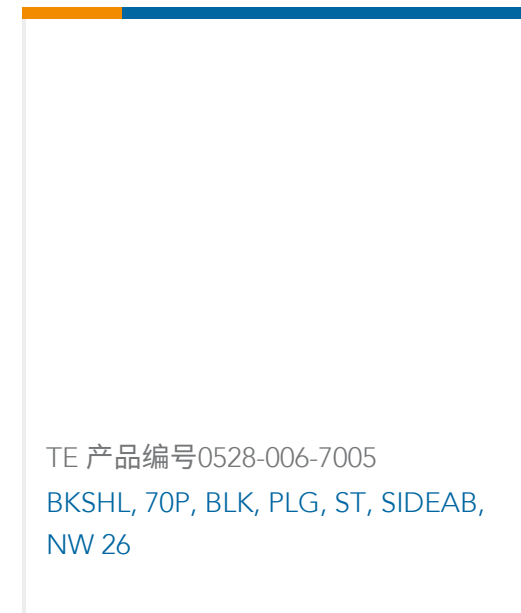 TE 产品编号0528-006-7005
BKSHL, 70P, BLK, PLG, ST, SIDEAB,
NW 26